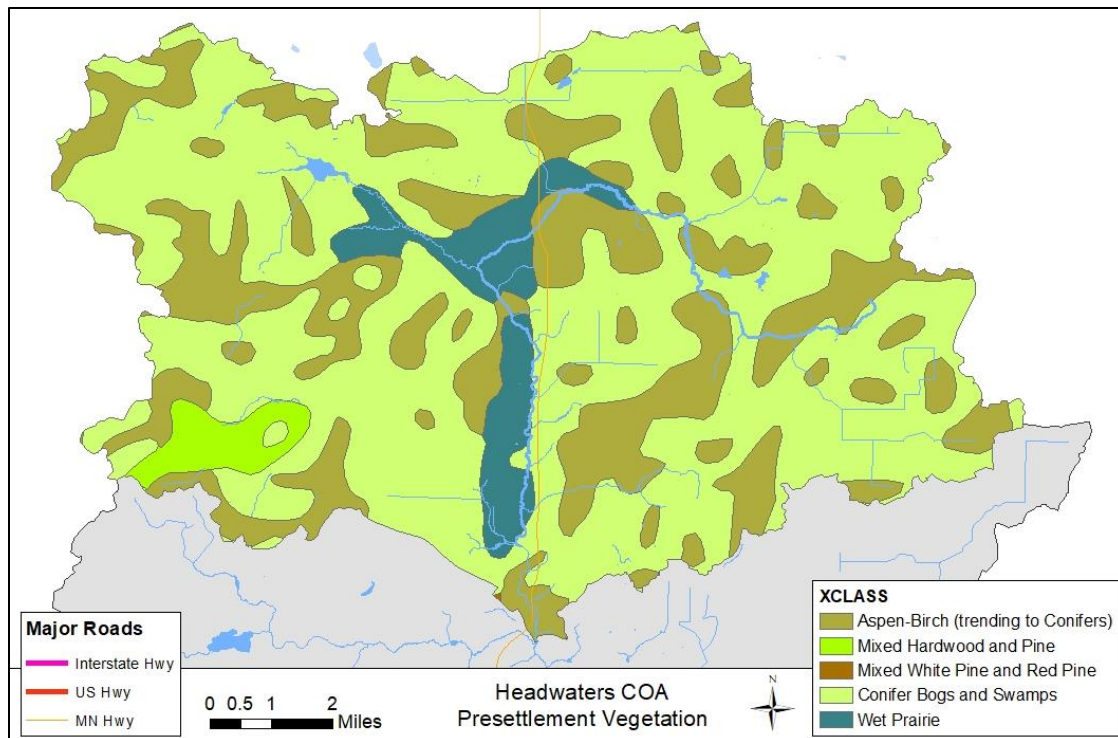 Major Roads
Interstate Hwy
US Hwy
MN Hwy
0 0.5 1 2
Miles
Headwaters COA
Presettlement Vegetation
N
XCLASS
Aspen-Birch (trending to Conifers)
Mixed Hardwood and Pine
Mixed White Pine and Red Pine
Conifer Bogs and Swamps
Wet Prairie